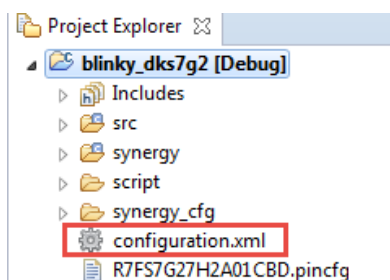 Project Explorer
blinky_dks7g2 [Debug]
Includes
src
synergy
script
synergy_cfg
configuration.xml
R7FS7G27H2A01CBD.pincfg